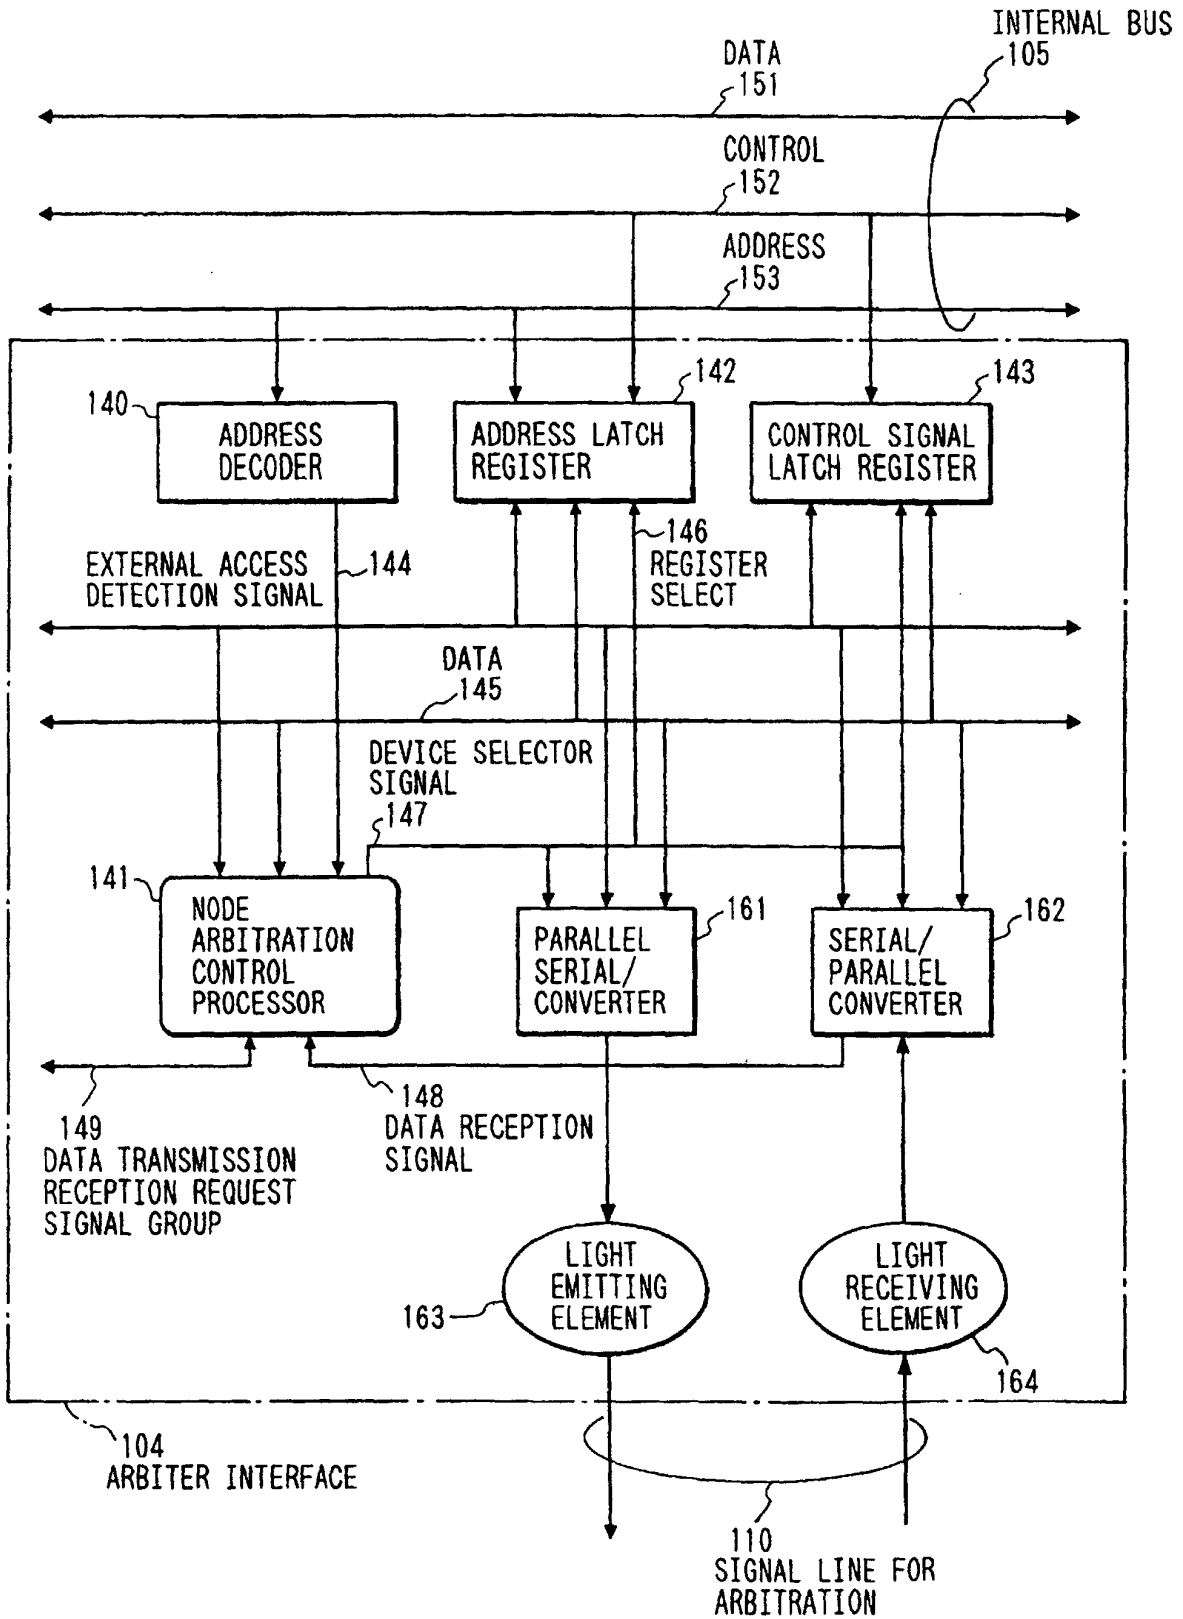 INTERNAL BUS
105
DATA
151
CONTROL
152
ADDRESS
153
140
ADDRESS
DECODER
142
ADDRESS LATCH
REGISTER
143
CONTROL SIGNAL
LATCH REGISTER
EXTERNAL ACCESS
DETECTION SIGNAL
144
146
REGISTER
SELECT
DATA
145
DEVICE SELECTOR
SIGNAL
147
141
NODE
ARBITRATION
CONTROL
PROCESSOR
161
PARALLEL
SERIAL/
CONVERTER
162
SERIAL/
PARALLEL
CONVERTER
149
DATA TRANSMISSION
RECEPTION REQUEST
SIGNAL GROUP
148
DATA RECEPTION
SIGNAL
LIGHT
EMITTING
ELEMENT
163
LIGHT
RECEIVING
ELEMENT
164
104
ARBITER INTERFACE
110
SIGNAL LINE FOR
ARBITRATION